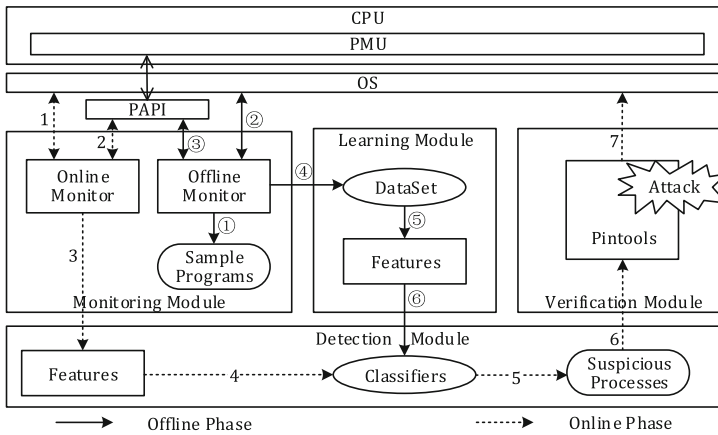 CPU
PMU
OS
PAPI
1
2
③
②
Learning Module
7
Online
Monitor
Offline
Monitor
④
DataSet
Attack
Pintools
①
⑤
3
Sample
Programs
Features
Monitoring Module
⑥
Verification Module
Detection Module
6
Features
4
Classifiers
5
Suspicious
Processes
Offline Phase
Online Phase